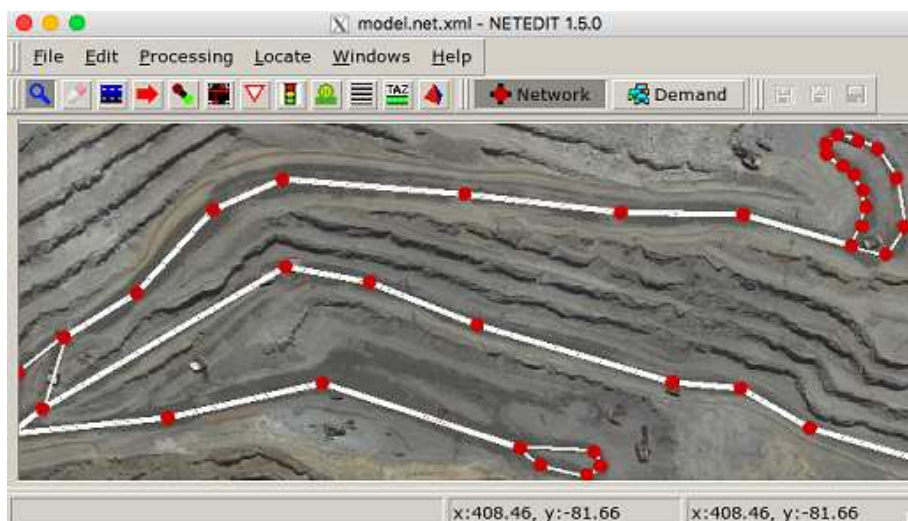 model.net.xml - NETEDIT 1.5.0
File Edit Processing Locate Windows Help
TAZ Network Demand
x:408.46, y:-81.66 x:408.46, y:-81.66